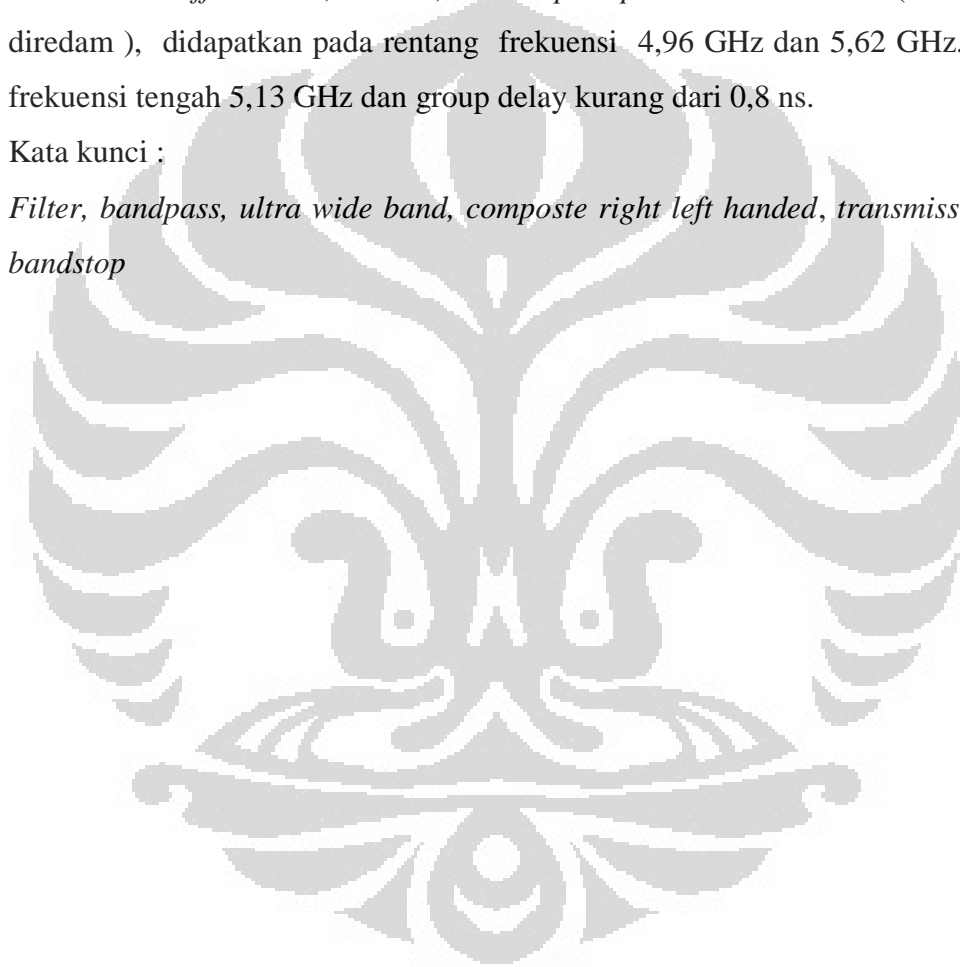 diredam ), didapatkan pada rentang frekuensi 4,96 GHz dan 5,62 GHz.
frekuensi tengah 5,13 GHz dan group delay kurang dari 0,8 ns.
Kata kunci :
Filter, bandpass, ultra wide band, composte right left handed, transmiss
bandstop